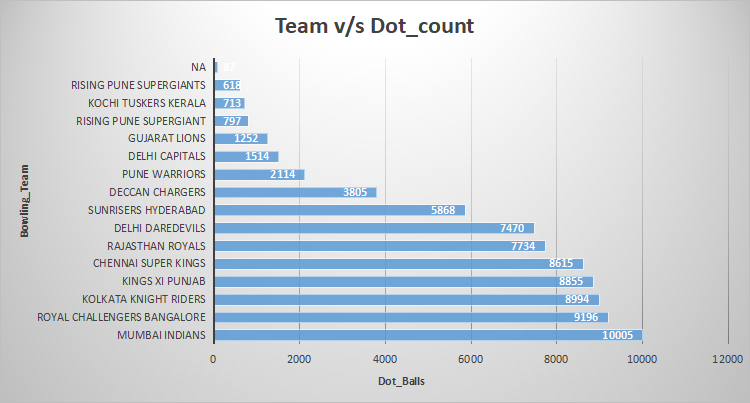 Team v/s Dot_count
NA
RISING PUNE SUPERGIANTS 618
KOCHI TUSKERS KERALA 713
RISING PUNE SUPERGIANT 797
GUJARAT LIONS 1252
DELHI CAPITALS 1514
PUNE WARRIORS 2114
DECCAN CHARGERS 3805
SUNRISERS HYDERABAD 5868
DELHI DAREDEVILS 7470
RAJASTHAN ROYALS 7734
CHENNAI SUPER KINGS 8615
KINGS XI PUNJAB 8855
KOLKATA KNIGHT RIDERS 8994
ROYAL CHALLENGERS BANGALORE 9196
MUMBAI INDIANS 10005
Bowling_Team
0 2000 4000 6000 8000 10000 12000
Dot_Balls